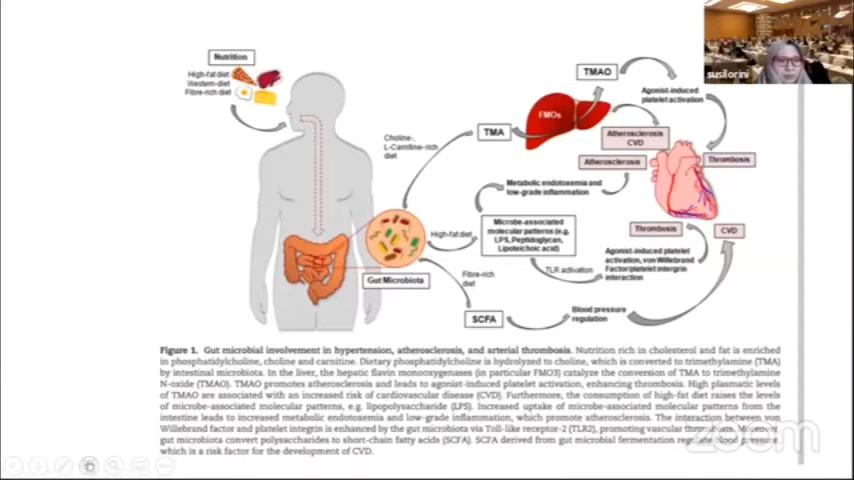 susilorini
Nutrition
High-fat diet
Western-diet
Fibre-rich diet
TMAO
Agonist-induced
platelet activation
FMOs
TMA
Choline-,
L-Carnitine- rich
diet
Atherosclerosis
CVD
Atherosclerosis
Thrombosis
Metabolic endotoxemia and
low-grade inflammation
Microbe-associated
molecular patterns (e.g.
LPS, Peptidoglycan,
Lipoteichoic acid)
High-fat diet
Thrombosis
CVD
Agonist-induced platelet
activation, von Willebrand
Factor/platelet intergrin
interaction
TLR activation
Gut Microbiota
Fibre-rich
diet
SCFA
Blood pressure
regulation
Figure 1. Gut microbial involvement in hypertension, atherosclerosis, and arterial thrombosis. Nutrition rich in cholesterol and fat is enriched
in phosphatidylcholine, choline and carnitine. Dietary phosphatidylcholine is hydrolyzed to choline, which is converted to trimethylamine (TMA)
by intestinal microbiota. In the liver, the hepatic flavin monooxygenases (in particular FMO3) catalyze the conversion of TMA to trimethylamine
N-oxide (TMAO). TMAO promotes atherosclerosis and leads to agonist-induced platelet activation, enhancing thrombosis. High plasmatic levels
of TMAO are associated with an increased risk of cardiovascular disease (CVD). Furthermore, the consumption of high-fat diet raises the levels
of microbe-associated molecular patterns, e.g. lipopolysaccharide (LPS). Increased uptake of microbe-associated molecular patterns from the
intestine leads to increased metabolic endotoxemia and low-grade inflammation, which promote atherosclerosis. The interaction between von
Willebrand factor and platelet integrin is enhanced by the gut microbiota via Toll-like receptor-2 (TLR2), promoting vascular
gut microbiota convert polysaccharides to short-chain fatty acids (SCFA). SCFA derived from gut microbial fermentation blood
which is a risk factor for the development of CVD.
zoom